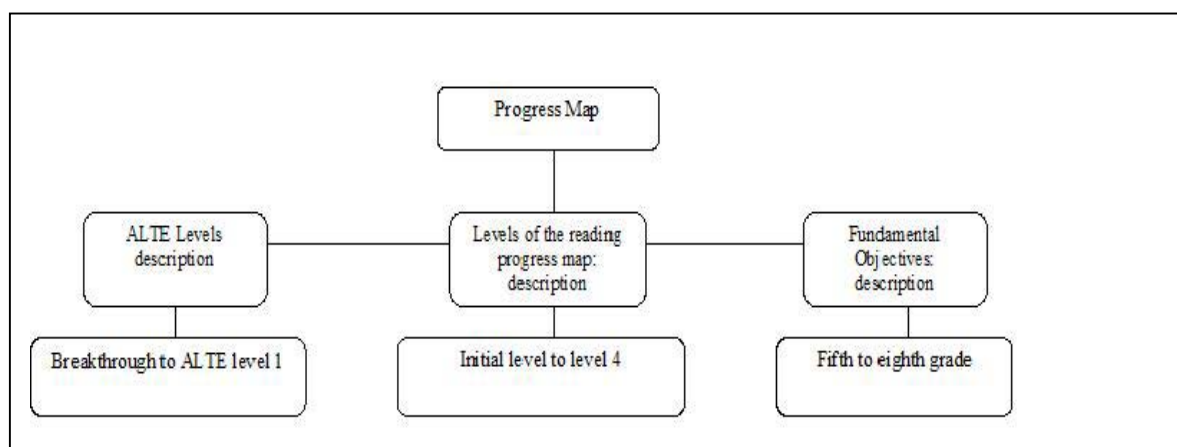 Progress Map
ALTE Levels
description
Levels of the reading
progress map:
description
Fundamental
Objectives:
description
Breakthrough to ALTE level 1
Initial level to level 4
Fifth to eighth grade